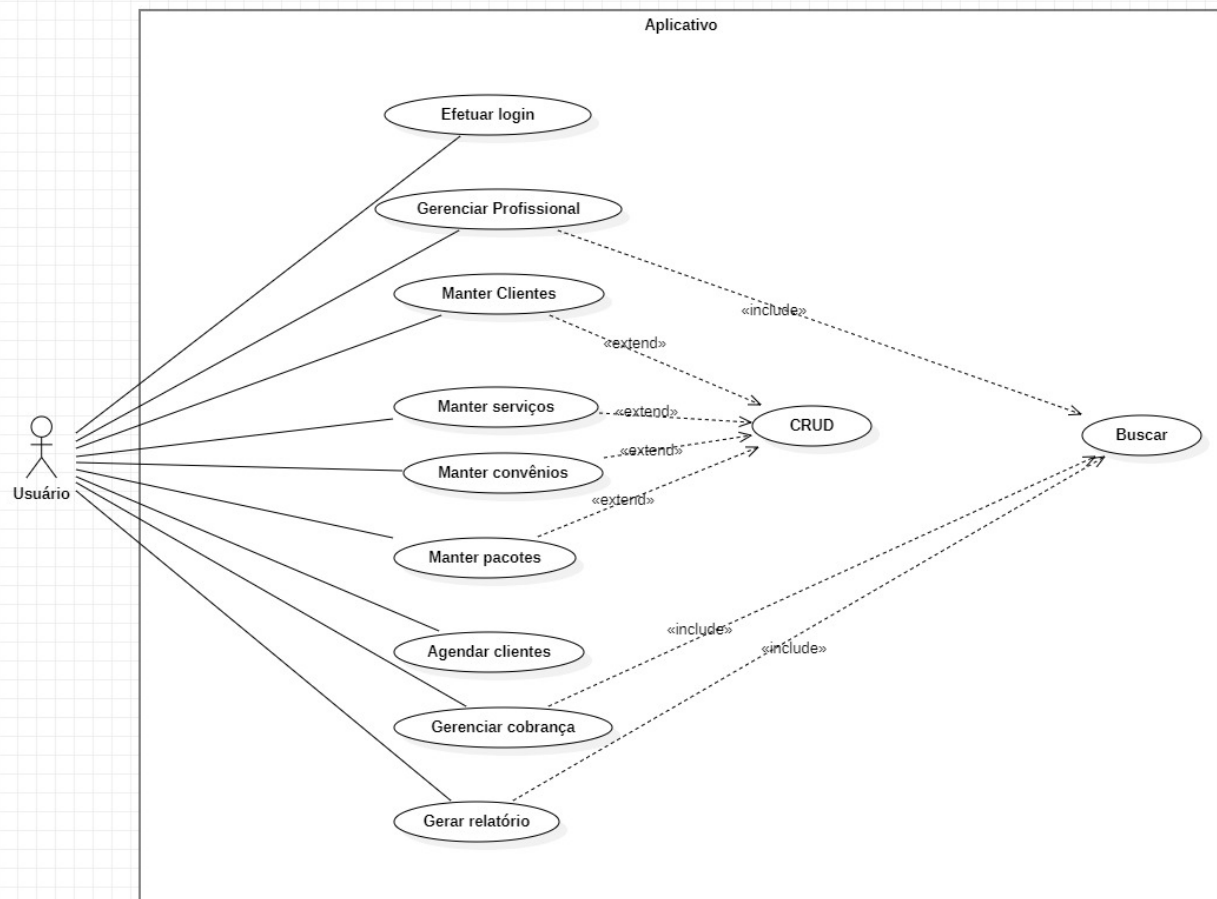 Aplicativo
Efetuar login
Gerenciar Profissional
Manter Clientes
«include»
«extend»
Manter serviços
«extend»
CRUD
Buscar
Manter convênios
«extend»
Usuário
«extend»
Manter pacotes
Agendar clientes
«include»
«include»
Gerenciar cobrança
Gerar relatório